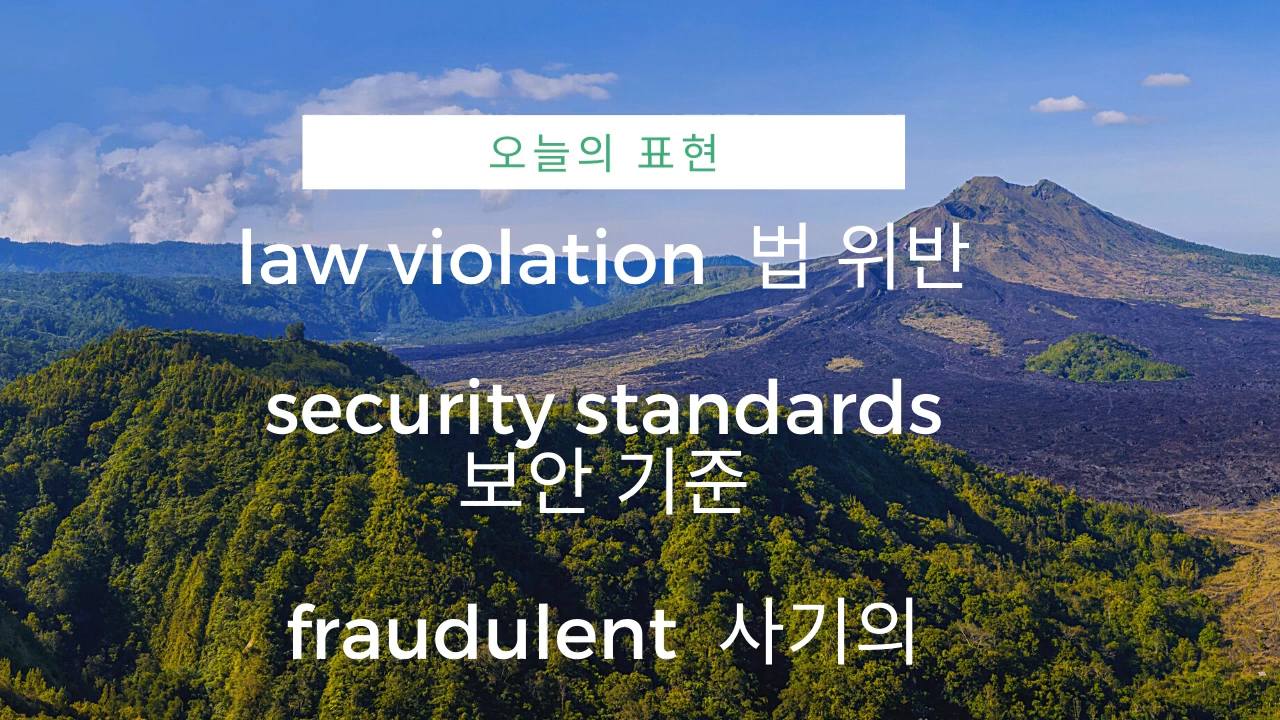 오늘의 표현
law violation 법 위반
security standards
보안 기준
fraudulent 사기의